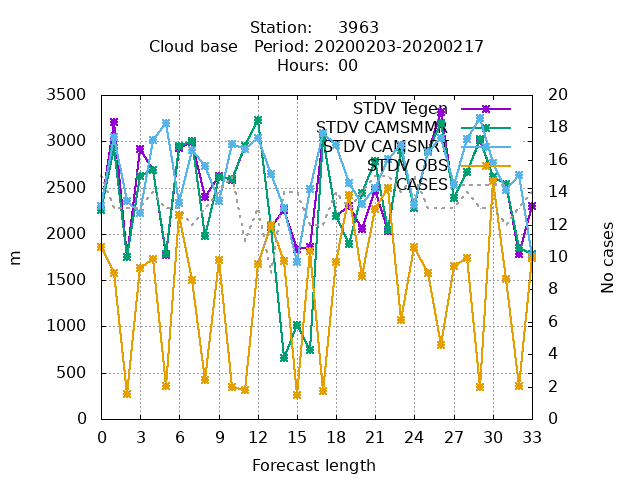 Station: 3963
Cloud base Period: 20200203-20200217
Hours: 00
3500
3000
2500
2000
1500
1000
500
0
m
20
18
16
14
12
10
8
6
4
2
0
No cases
STDV Tegen
STDV CAMSMMR
STDV CAMSNRT
STDV OBS
CASES
0 3 6 9 12 15 18 21 24 27 30 33
Forecast length